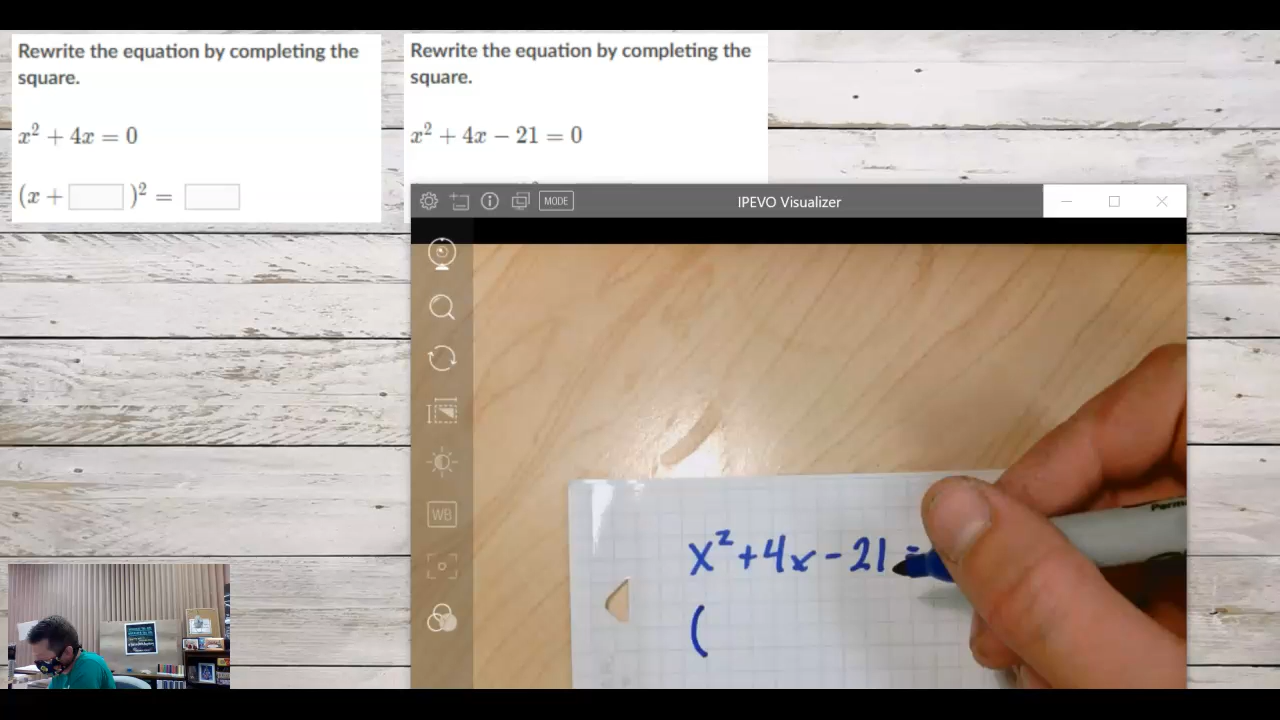 Rewrite the equation by completing the
square.
x² + 4x = 0
(x + )² =
Rewrite the equation by completing the
square.
x² + 4x − 21 = 0
MODE
IPEVO Visualizer
WB
x²+4x-21=
(